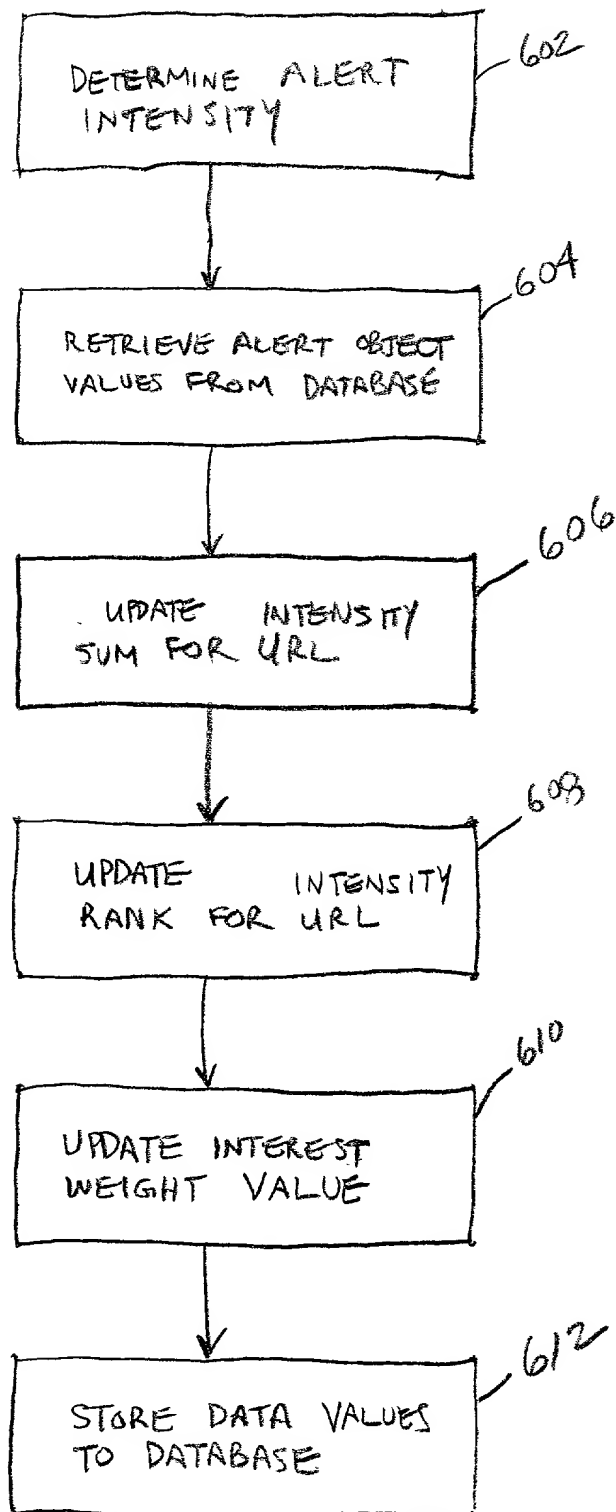 DETERMINE ALERT
INTENSITY
602
RETRIEVE ALERT OBJECT
VALUES FROM DATABASE
604
UPDATE INTENSITY
SUM FOR URL
606
UPDATE INTENSITY
RANK FOR URL
608
UPDATE INTEREST
WEIGHT VALUE
610
STORE DATA VALUES
TO DATABASE
612